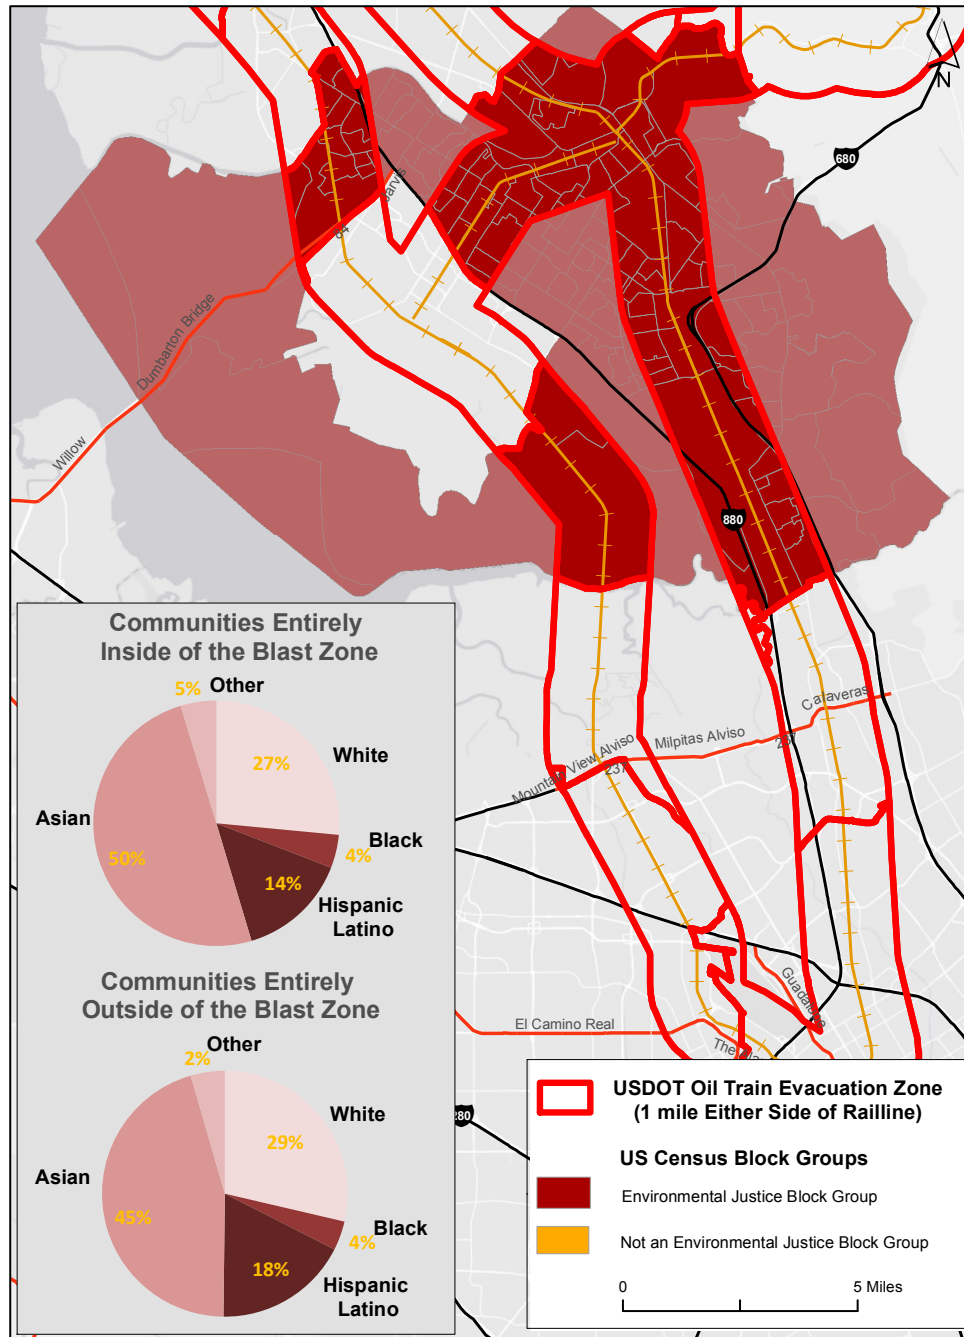 N
680
Jarvis
84
Dumbarton Bridge
Willow
880
Calaveras
237
Milpitas Alviso
Mountain View Alviso
237
Guadalupe
El Camino Real
280
Communities Entirely
Inside of the Blast Zone
5% Other
27%
White
Asian
50%
Black
4%
14%
Hispanic
Latino
Communities Entirely
Outside of the Blast Zone
Other
2%
White
29%
Asian
45%
Black
4%
18%
Hispanic
Latino
USDOT Oil Train Evacuation Zone
(1 mile Either Side of Railline)
US Census Block Groups
Environmental Justice Block Group
Not an Environmental Justice Block Group
0
5 Miles